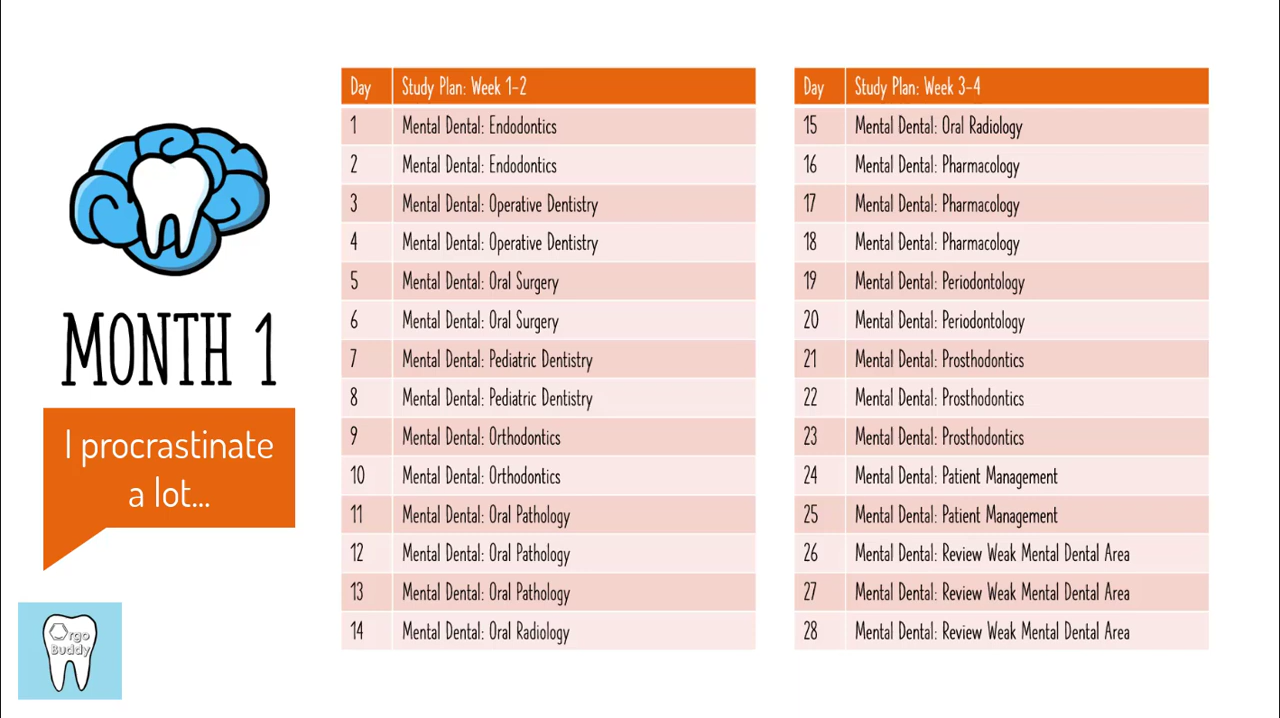 MONTH 1
I procrastinate
a lot...
Orgo
Buddy
Day Study Plan: Week 1-2
1 Mental Dental: Endodontics
2 Mental Dental: Endodontics
3 Mental Dental: Operative Dentistry
4 Mental Dental: Operative Dentistry
5 Mental Dental: Oral Surgery
6 Mental Dental: Oral Surgery
7 Mental Dental: Pediatric Dentistry
8 Mental Dental: Pediatric Dentistry
9 Mental Dental: Orthodontics
10 Mental Dental: Orthodontics
11 Mental Dental: Oral Pathology
12 Mental Dental: Oral Pathology
13 Mental Dental: Oral Pathology
14 Mental Dental: Oral Radiology
Day Study Plan: Week 3-4
15 Mental Dental: Oral Radiology
16 Mental Dental: Pharmacology
17 Mental Dental: Pharmacology
18 Mental Dental: Pharmacology
19 Mental Dental: Periodontology
20 Mental Dental: Periodontology
21 Mental Dental: Prosthodontics
22 Mental Dental: Prosthodontics
23 Mental Dental: Prosthodontics
24 Mental Dental: Patient Management
25 Mental Dental: Patient Management
26 Mental Dental: Review Weak Mental Dental Area
27 Mental Dental: Review Weak Mental Dental Area
28 Mental Dental: Review Weak Mental Dental Area